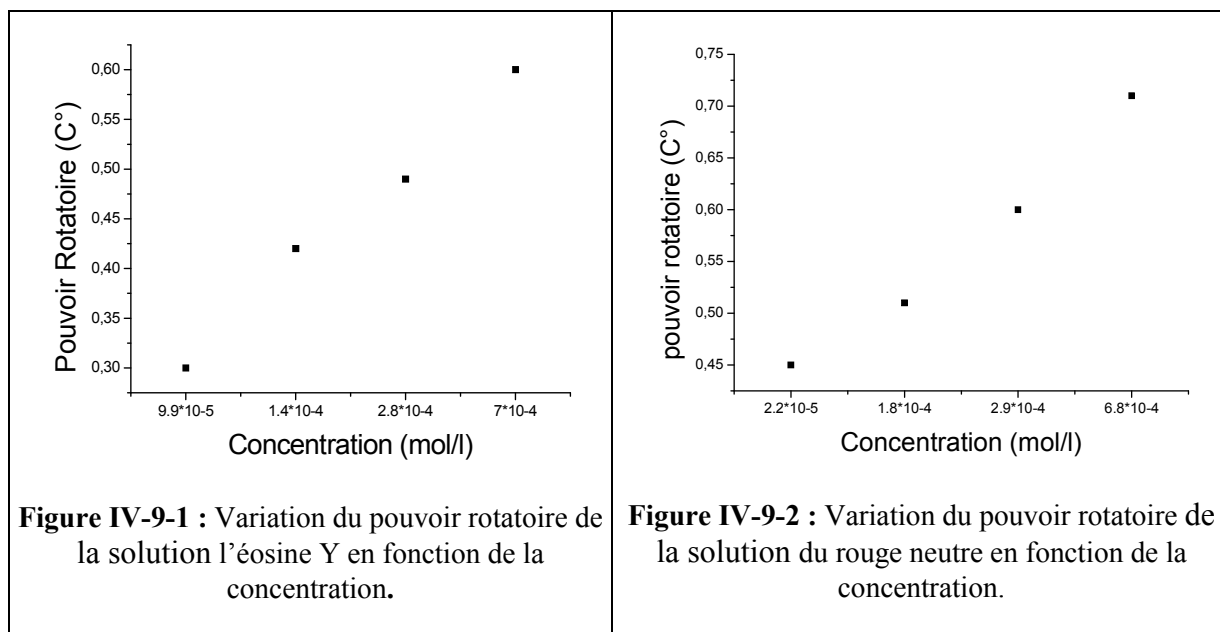 Pouvoir Rotatoire (C°)
0,60
0,55
0,50
0,45
0,40
0,35
0,30
9.9*10-5
1.4*10-4
2.8*10-4
7*10-4
Concentration (mol/l)
Figure IV-9-1 : Variation du pouvoir rotatoire de
la solution l’éosine Y en fonction de la
concentration.
pouvoir rotatoire (C°)
0,75
0,70
0,65
0,60
0,55
0,50
0,45
2.2*10-5
1.8*10-4
2.9*10-4
6.8*10-4
Concentration (mol/l)
Figure IV-9-2 : Variation du pouvoir rotatoire de
la solution du rouge neutre en fonction de la
concentration.